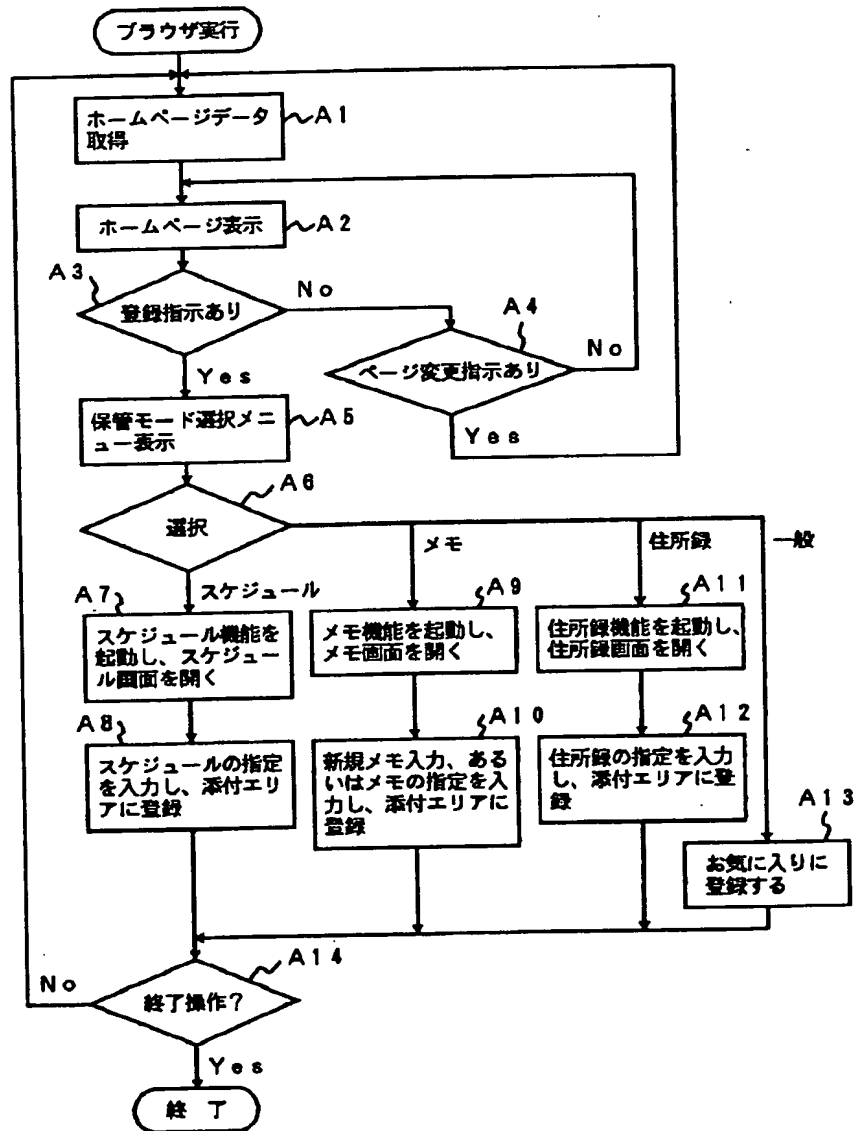 ブラウザ実行
ホームページデータ
取得
A1
ホームページ表示
A2
A3
登録指示あり
No
Yes
A4
ページ変更指示あり
No
Yes
保管モード選択メニ
ュー表示
A5
A6
選択
スケジュール
メモ
住所録
一般
A7
スケジュール機能を
起動し、スケジュー
ル画面を開く
A8
スケジュールの指定
を入力し、添付エリ
アに登録
A9
メモ機能を起動し、
メモ画面を開く
A10
新規メモ入力、ある
いはメモの指定を入
力し、添付エリアに
登録
A11
住所録機能を起動し、
住所録画面を開く
A12
住所録の指定を入力
し、添付エリアに登
録
A13
お気に入りに
登録する
A14
終了操作？
No
Yes
終 了